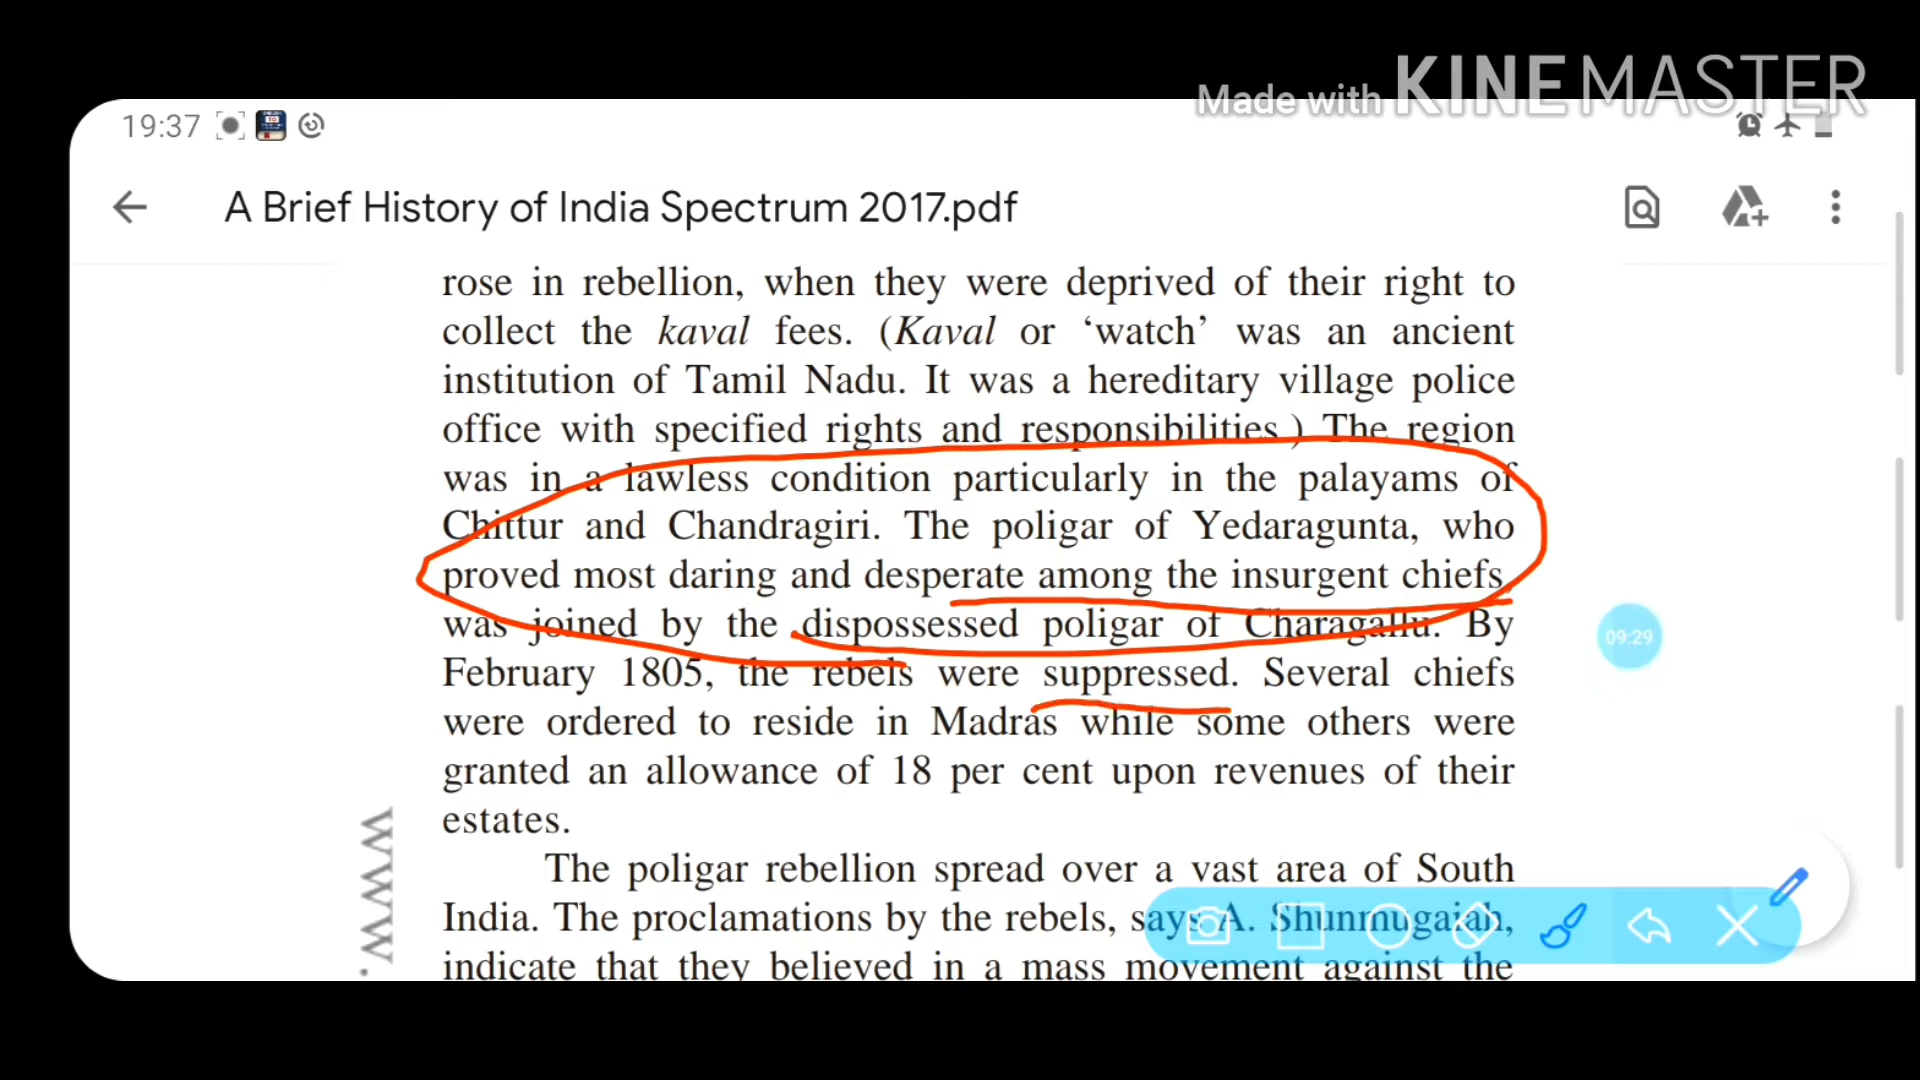 Made with KINEMASTER
19:37
A Brief History of India Spectrum 2017.pdf
rose in rebellion, when they were deprived of their right to
collect the kaval fees. (Kaval or ‘watch’ was an ancient
institution of Tamil Nadu. It was a hereditary village police
office with specified rights and responsibilities.) The region
was in a lawless condition particularly in the palayams of
Chittur and Chandragiri. The poligar of Yedaragunta, who
proved most daring and desperate among the insurgent chiefs,
was joined by the dispossessed poligar of Charagallu. By
February 1805, the rebels were suppressed. Several chiefs
were ordered to reside in Madras while some others were
granted an allowance of 18 per cent upon revenues of their
estates.
The poligar rebellion spread over a vast area of South
India. The proclamations by the rebels, says A. Shunmugaiah,
indicate that they believed in a mass movement against the
09:29